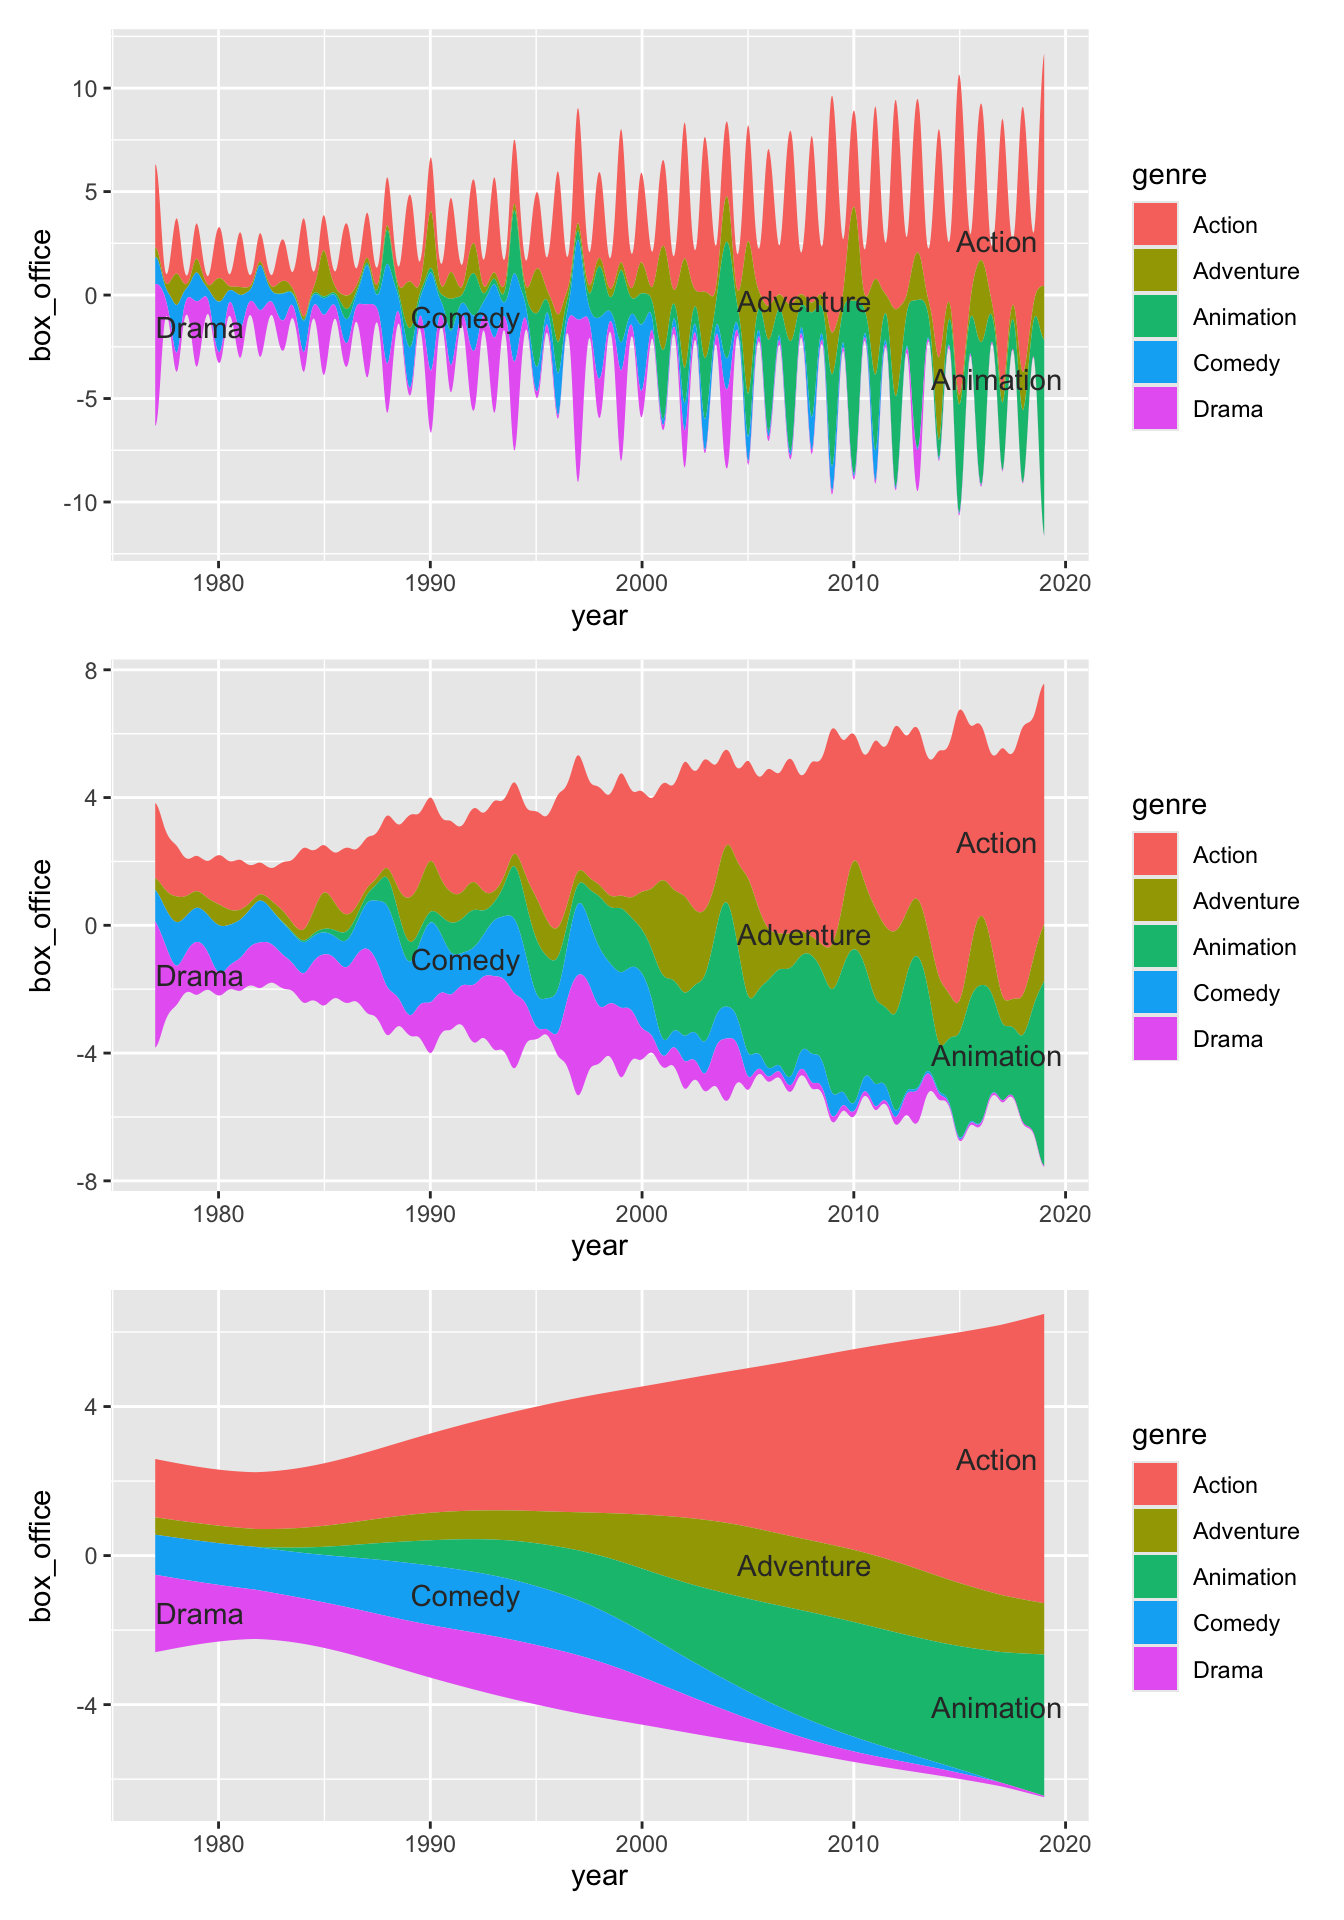 10
5
0
-5
-10
box_office
Drama
Comedy
Adventure
Action
Animation
1980
1990
2000
2010
2020
year
genre
Action
Adventure
Animation
Comedy
Drama
8
4
0
-4
-8
box_office
Drama
Comedy
Adventure
Action
Animation
1980
1990
2000
2010
2020
year
genre
Action
Adventure
Animation
Comedy
Drama
4
0
-4
box_office
Drama
Comedy
Adventure
Action
Animation
1980
1990
2000
2010
2020
year
genre
Action
Adventure
Animation
Comedy
Drama